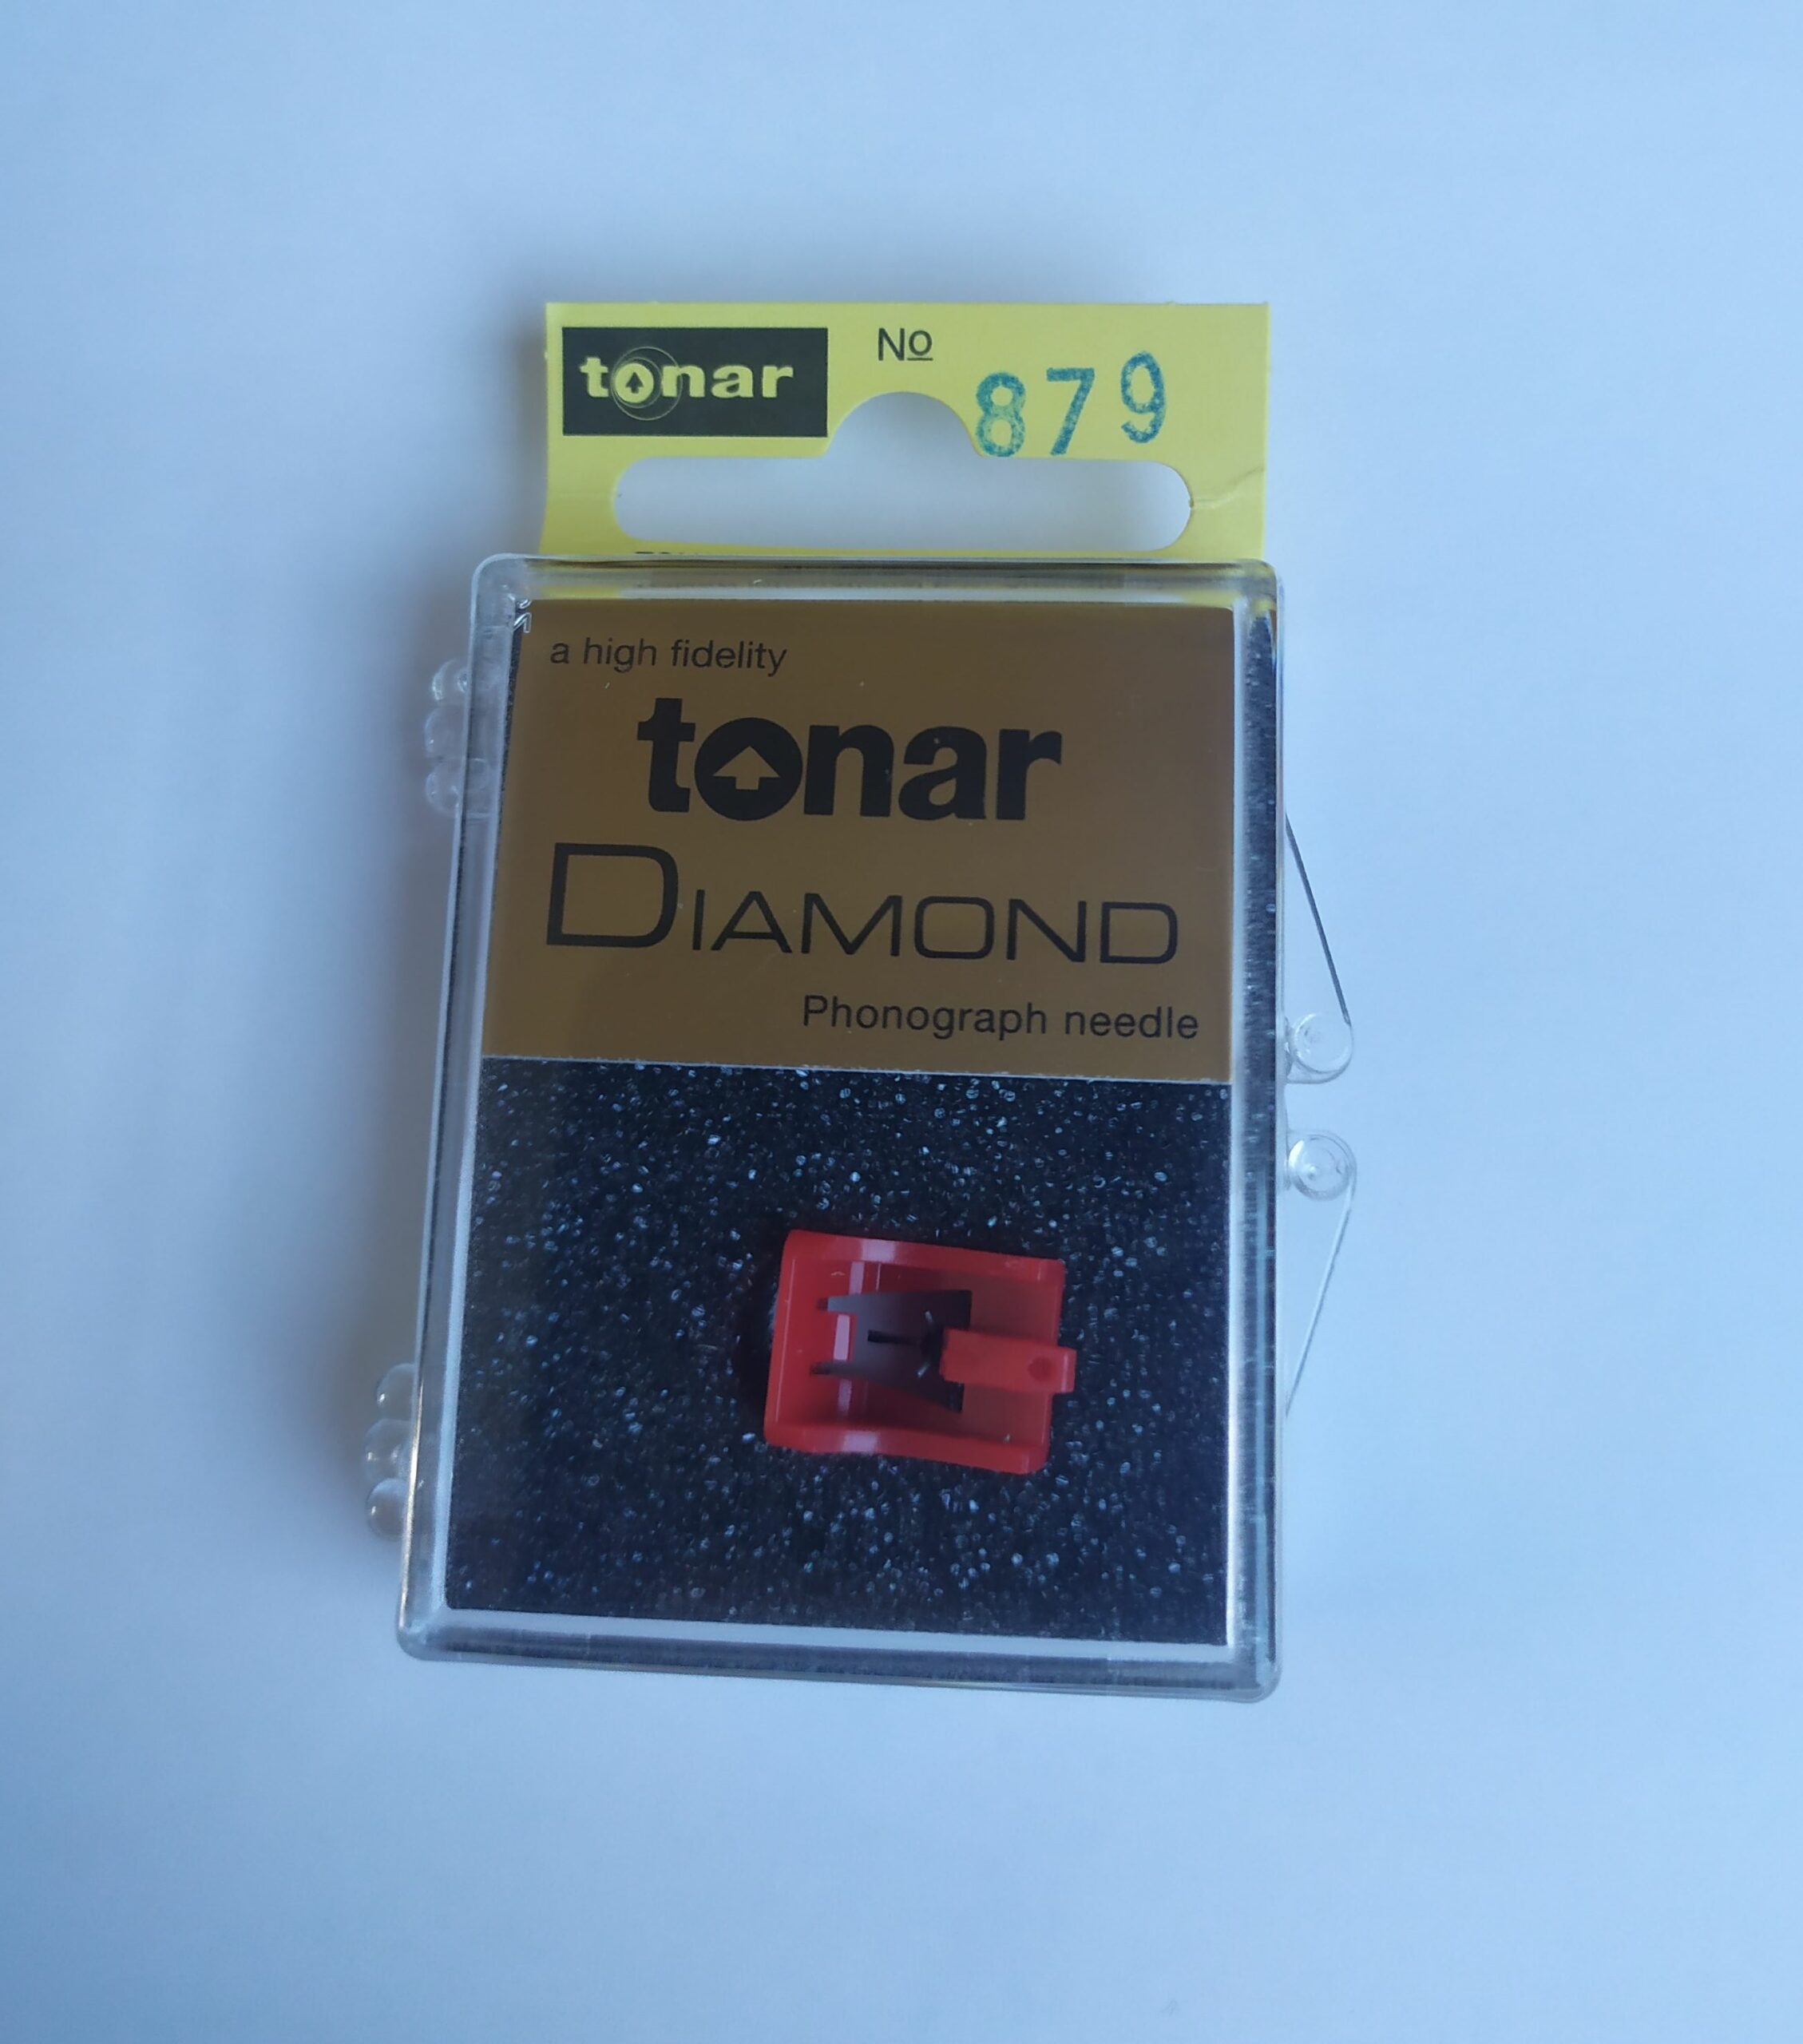 tonar
No
879
a high fidelity
tonar
DIAMOND
Phonograph needle